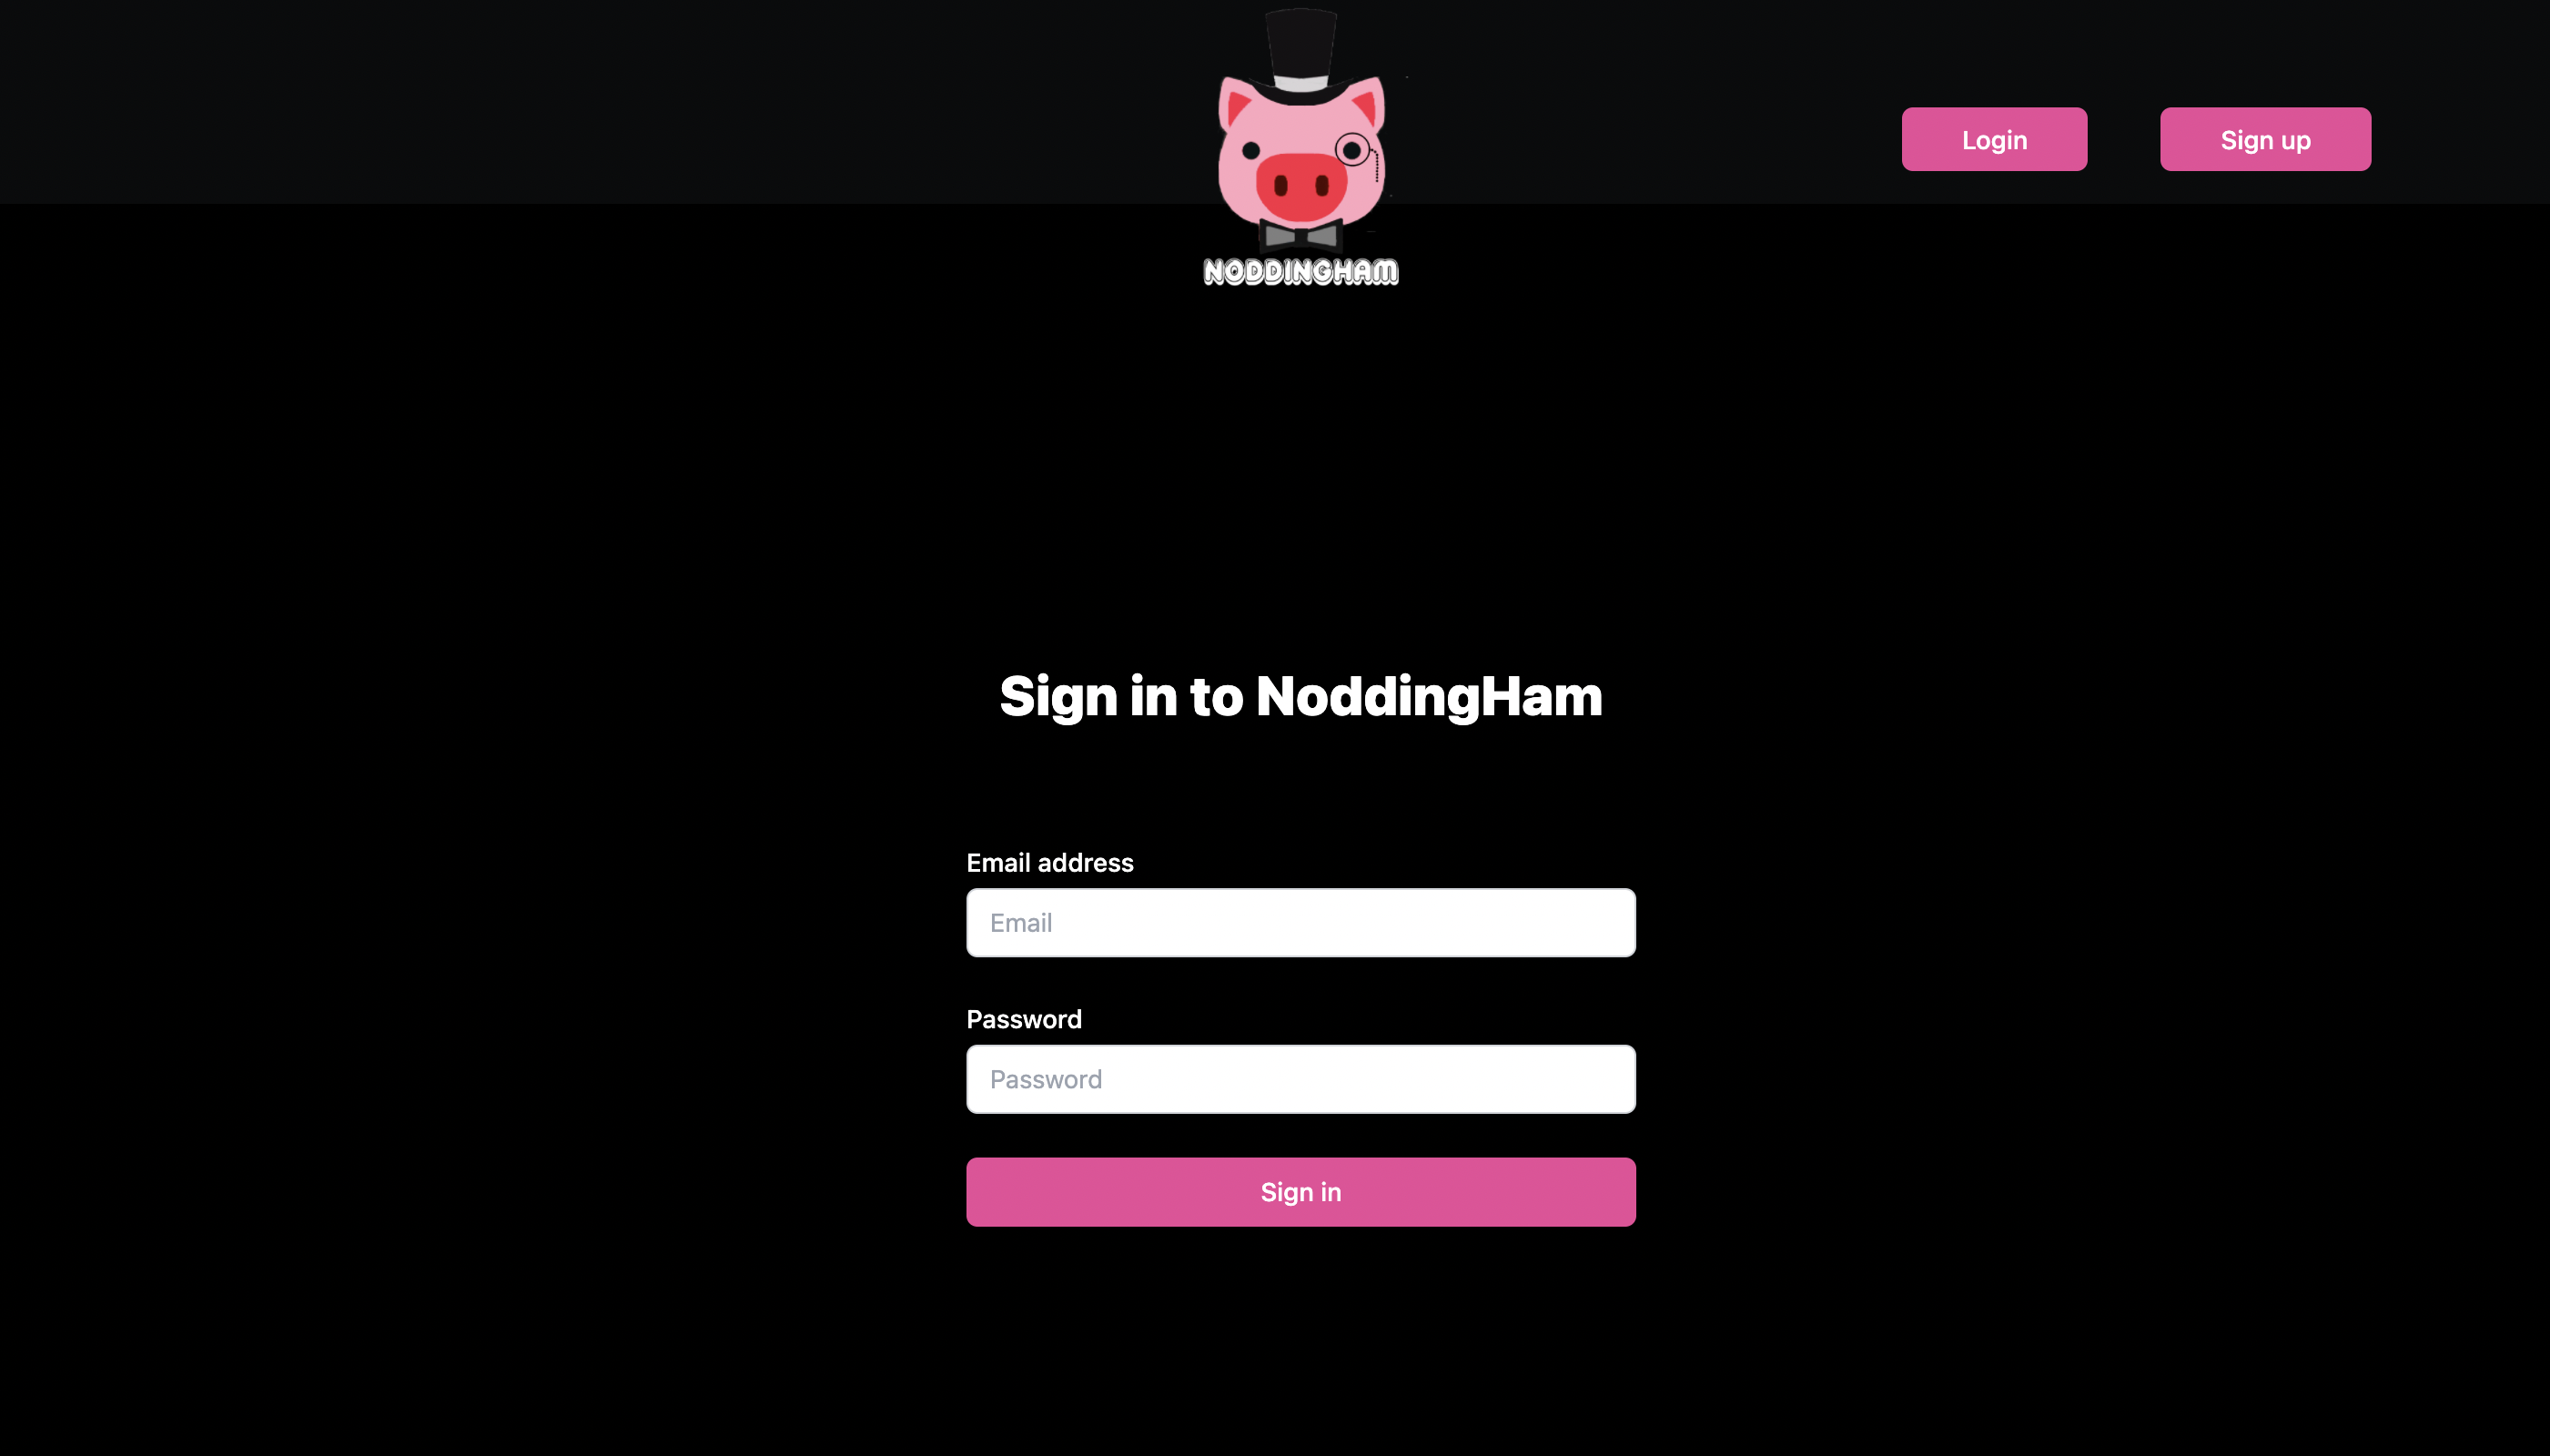 Login
Sign up
NODDINGHAM
Sign in to NoddingHam
Email address
Email
Password
Password
Sign in